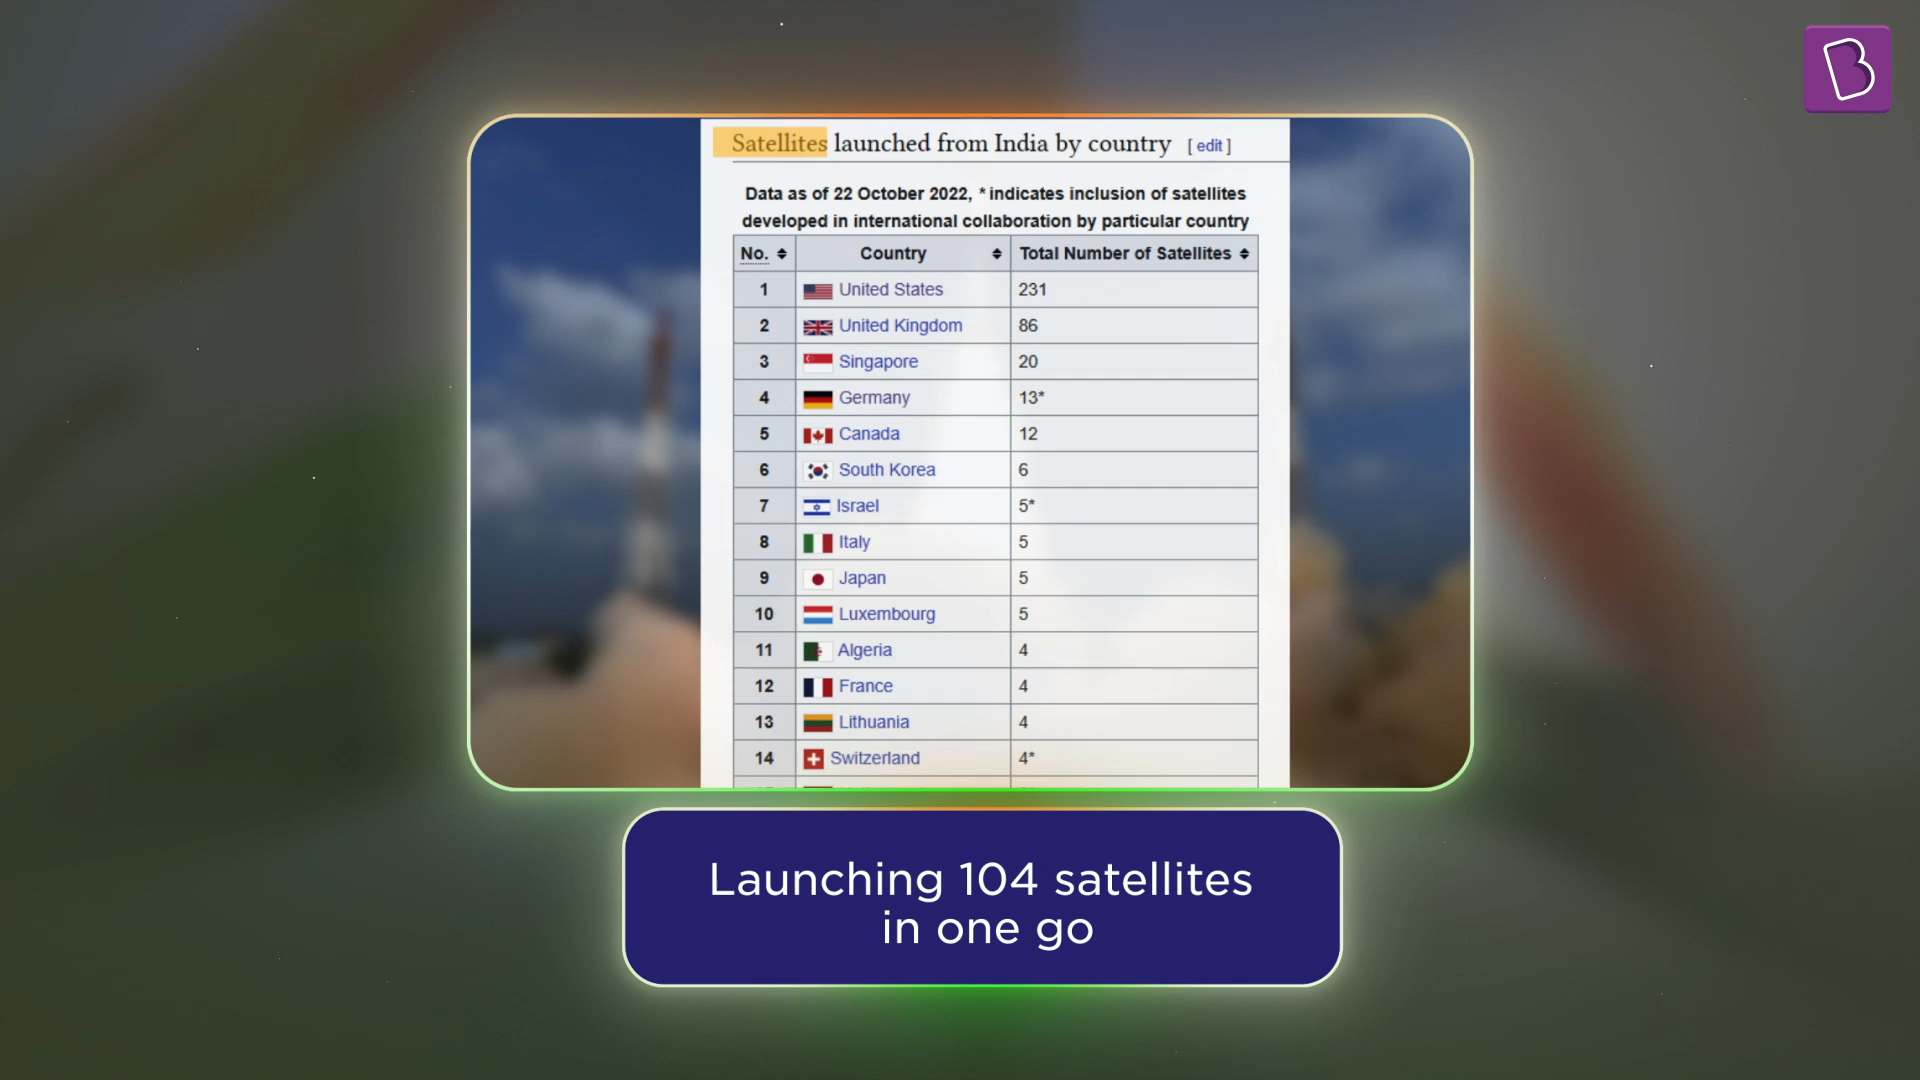 B
Satellites launched from India by country [ edit ]
Data as of 22 October 2022, * indicates inclusion of satellites
developed in international collaboration by particular country
No. Country Total Number of Satellites
1 United States 231
2 United Kingdom 86
3 Singapore 20
4 Germany 13*
5 Canada 12
6 South Korea 6
7 Israel 5*
8 Italy 5
9 Japan 5
10 Luxembourg 5
11 Algeria 4
12 France 4
13 Lithuania 4
14 Switzerland 4*
Launching 104 satellites
in one go